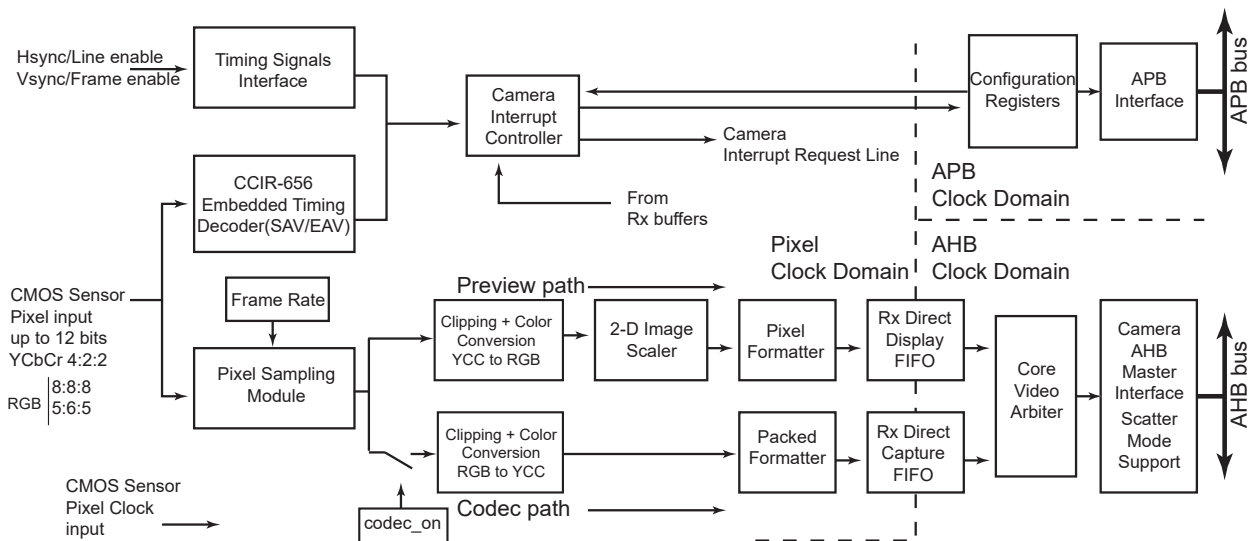 Hsync/Line enable
Vsync/Frame enable
Timing Signals
Interface
Camera
Interrupt
Controller
Configuration
Registers
APB
Interface
APB bus
Camera
Interrupt Request Line
CCIR-656
Embedded Timing
Decoder(SAV/EAV)
From
Rx buffers
APB
Clock Domain
Pixel
Clock Domain
AHB
Clock Domain
CMOS Sensor
Pixel input
up to 12 bits
YCbCr 4:2:2
RGB
8:8:8
5:6:5
Frame Rate
Pixel Sampling
Module
Preview path
Clipping + Color
Conversion
YCC to RGB
2-D Image
Scaler
Pixel
Formatter
Rx Direct
Display
FIFO
Core
Video
Arbiter
Camera
AHB
Master
Interface
Scatter
Mode
Support
AHB bus
Clipping + Color
Conversion
RGB to YCC
Packed
Formatter
Rx Direct
Capture
FIFO
Codec path
codec_on
CMOS Sensor
Pixel Clock
input